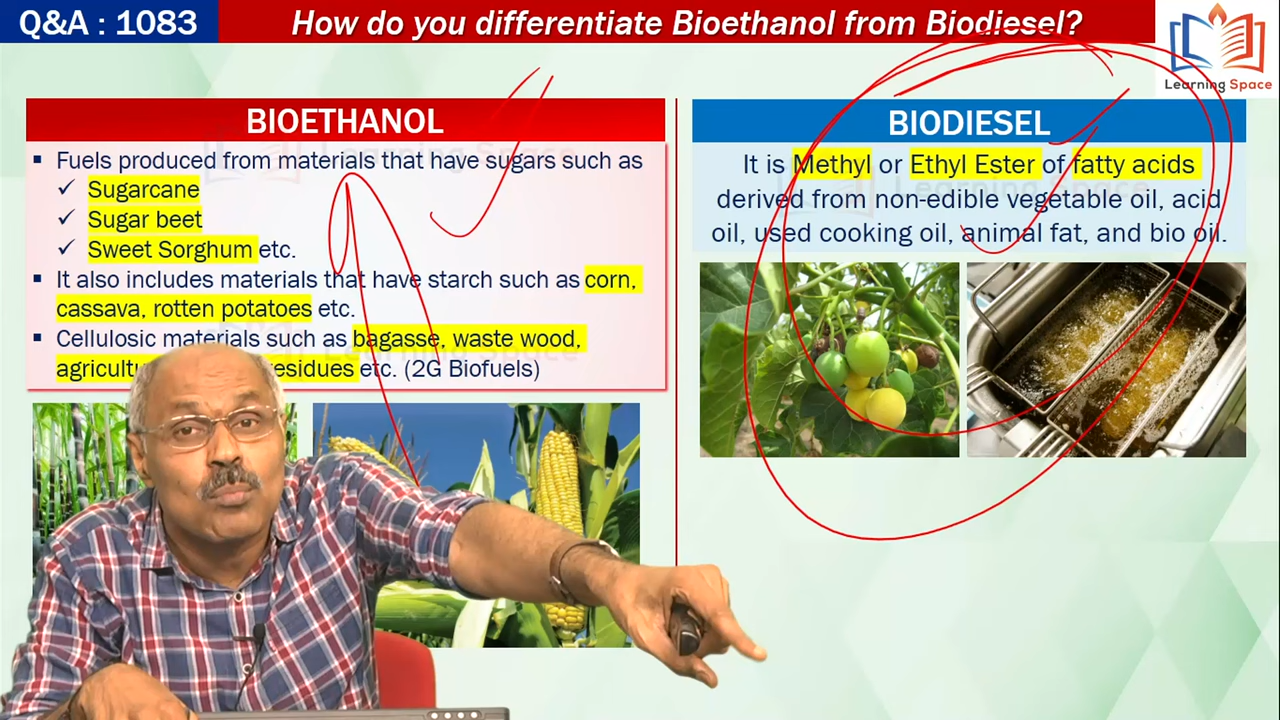 Q&A : 1083
How do you differentiate Bioethanol from Biodiesel?
Learning Space
BIOETHANOL
▪ Fuels produced from materials that have sugars such as
✓ Sugarcane
✓ Sugar beet
✓ Sweet Sorghum etc.
▪ It also includes materials that have starch such as corn,
cassava, rotten potatoes etc.
▪ Cellulosic materials such as bagasse, waste wood,
etc. (2G Biofuels)
BIODIESEL
It is Methyl or Ethyl Ester of fatty acids
derived from non-edible vegetable oil, acid
oil, used cooking oil, animal fat, and bio oil.